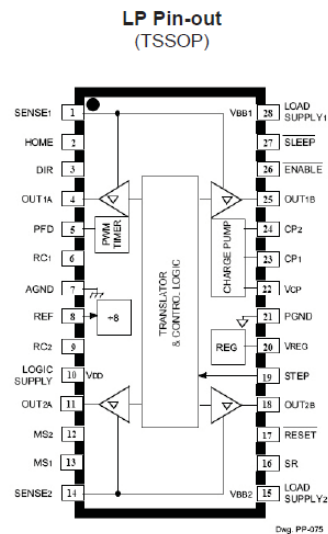 LP Pin-out
(TSSOP)
SENSE1 1 VBB1 28 LOAD SUPPLY1
HOME 2 27 SLEEP
DIR 3 26 ENABLE
OUT1A 4 25 OUT1B
PFD 5 PWM TIMER 24 CP2
RC1 6 23 CP1
CHARGE PUMP
AGND 7 22 VCP
TRANSLATOR & CONTROL LOGIC
REF 8 ÷8 21 PGND
RC2 9 REG 20 VREG
LOGIC SUPPLY 10 VDD 19 STEP
OUT2A 11 18 OUT2B
MS2 12 17 RESET
MS1 13 16 SR
SENSE2 14 VBB2 15 LOAD SUPPLY2
Dwg. PP-075